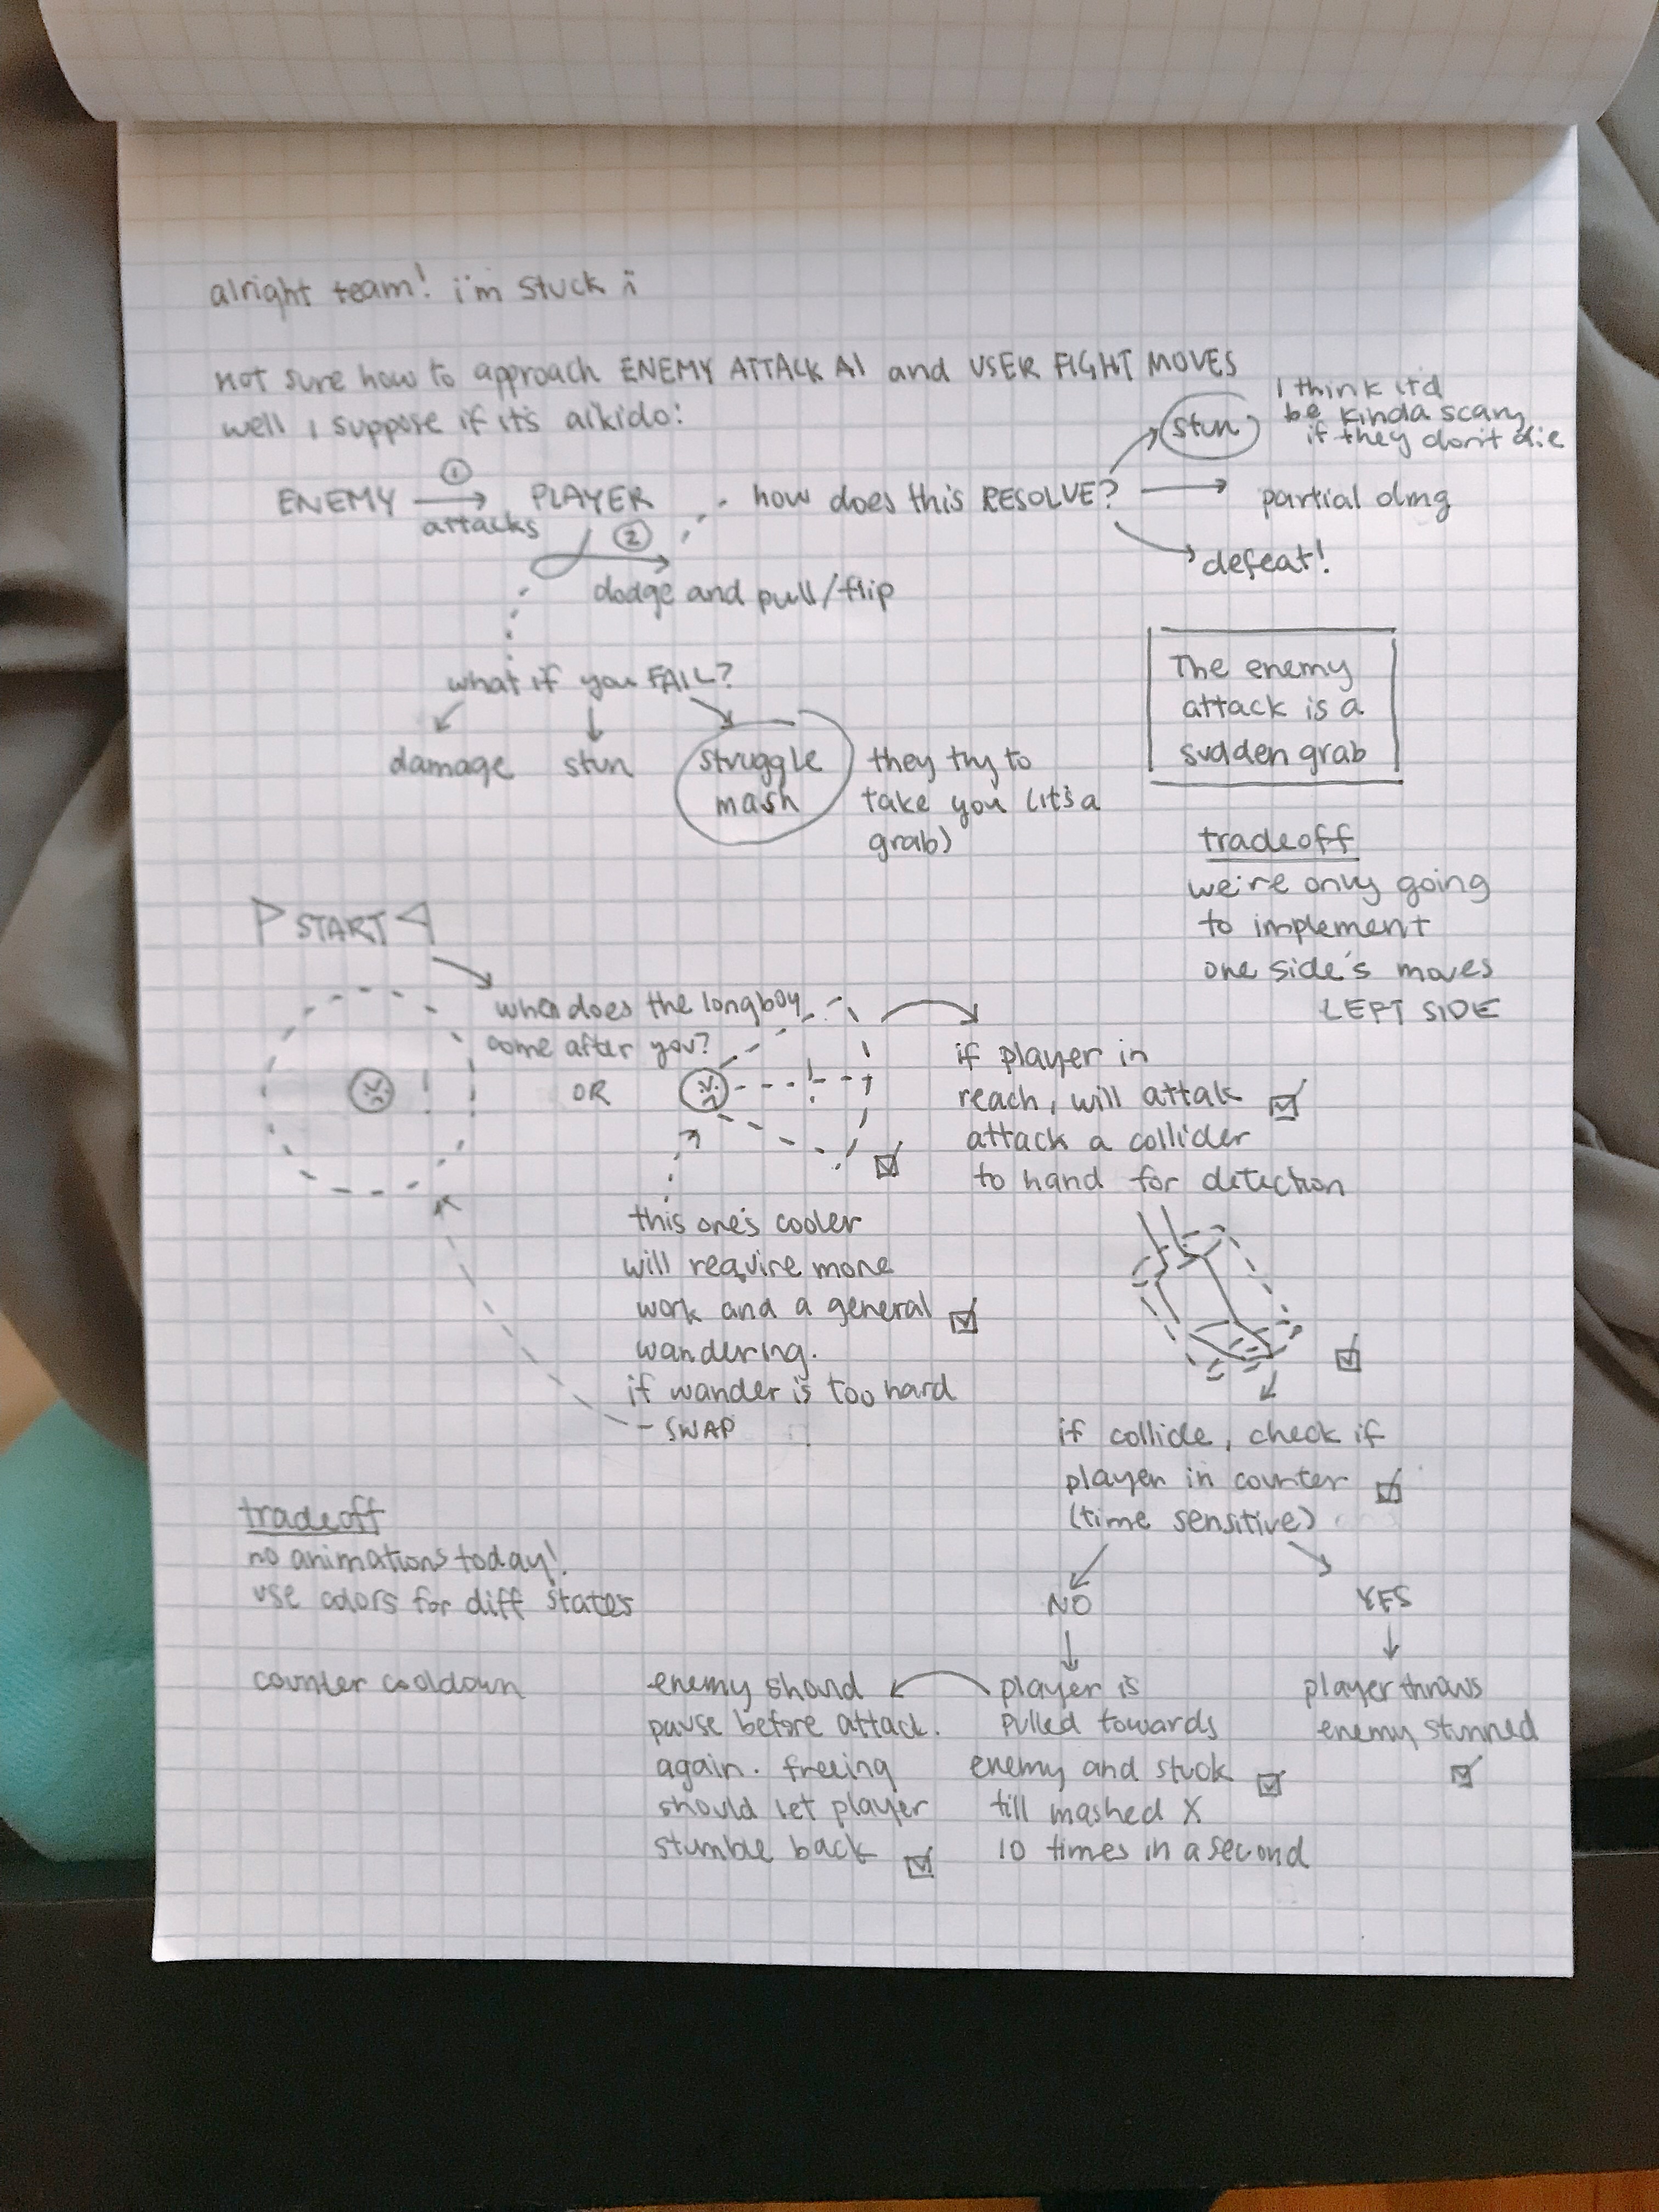 alright team! i'm stuck :
not sure how to approach ENEMY ATTACK AI and USER FIGHT MOVES
well I suppose if it's aikido:
stun
I think it'd
be kinda scary
if they don't die
ENEMY
1
attacks
PLAYER
2
dodge and pull/flip
how does this RESOLVE?
partial dmg
defeat!
what if you FAIL?
damage
stun
struggle
mash
they try to
take you (it's a
grab)
The enemy
attack is a
sudden grab
tradeoff
we're only going
to implement
one side's moves
LEFT SIDE
START
when does the longboy
come after you?
!
OR
!
if player in
reach, will attak
attack a collider
to hand for detection
this one's cooler
will require more
work and a general
wandering.
if wander is too hard
- SWAP
if collide, check if
player in counter
(time sensitive)
NO
YES
tradeoff
no animations today!
use colors for diff states
counter cooldown
enemy should
pause before attack.
again. freeing
should let player
stumble back
player is
pulled towards
enemy and stuck
till mashed X
10 times in a second
player throws
enemy stunned